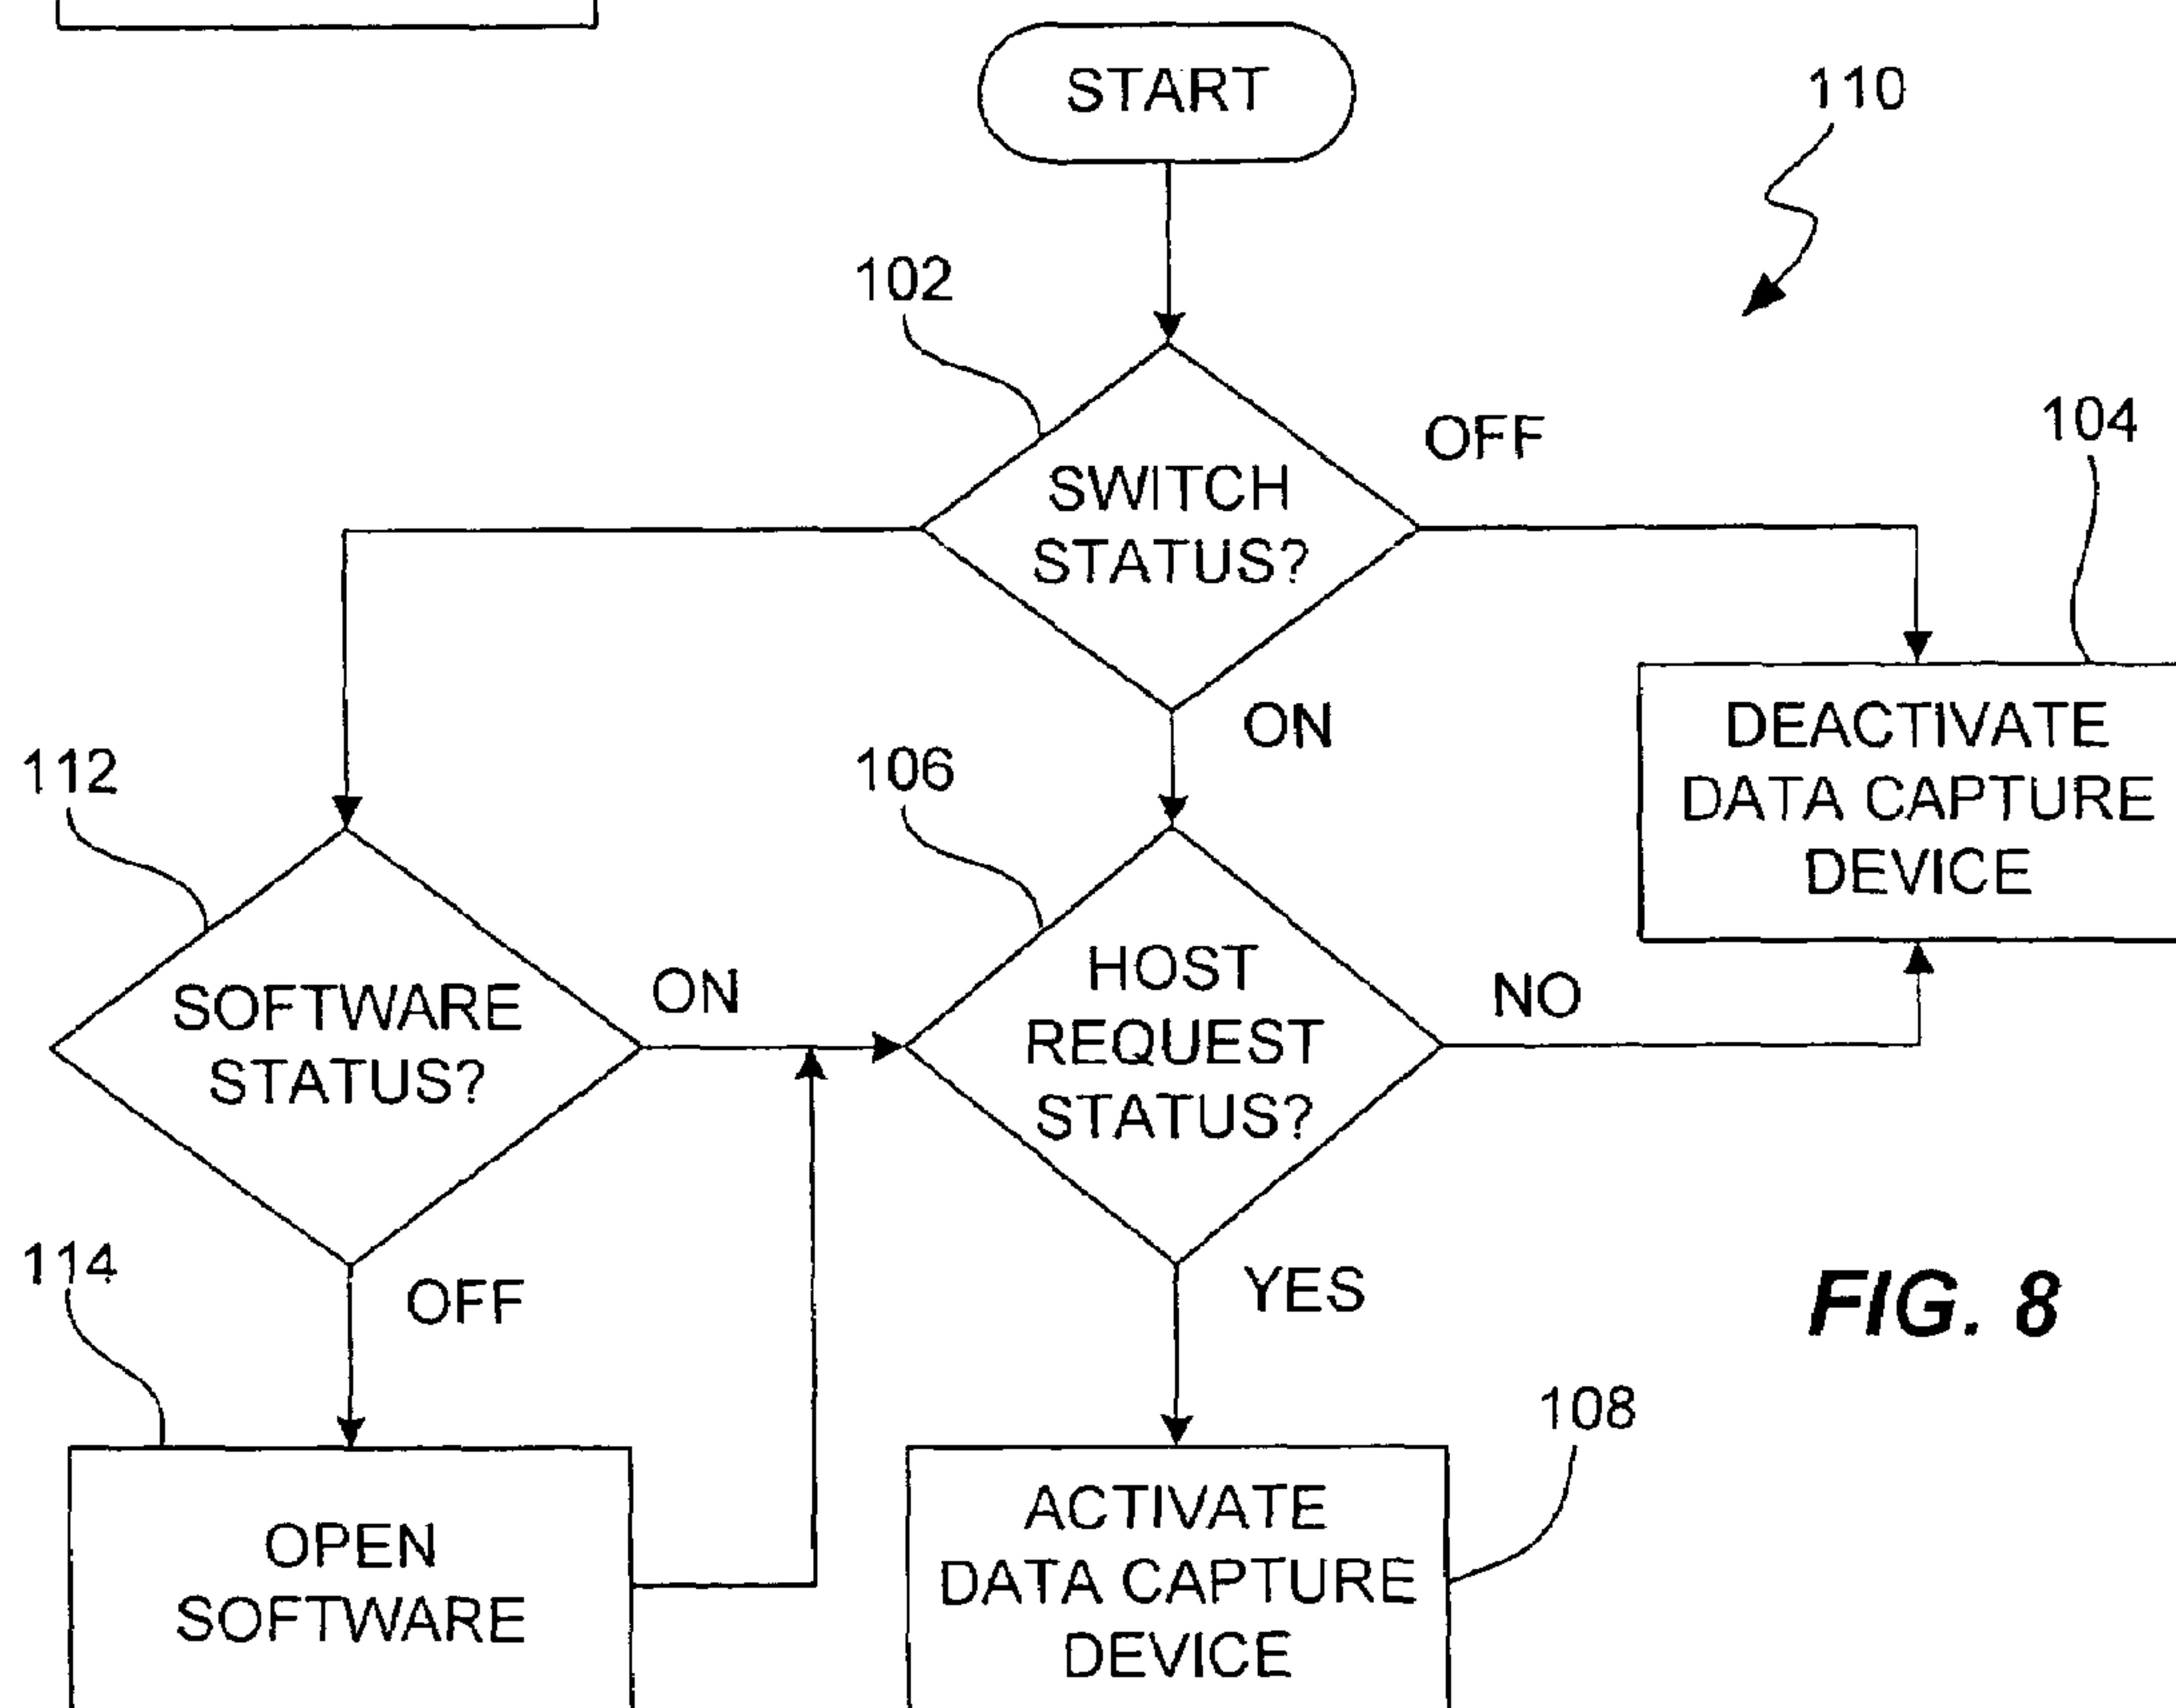 START
110
102
SWITCH
STATUS?
OFF
104
ON
DEACTIVATE
DATA CAPTURE
DEVICE
112
106
SOFTWARE
STATUS?
ON
HOST
REQUEST
STATUS?
NO
114
OFF
YES
FIG. 8
108
OPEN
SOFTWARE
ACTIVATE
DATA CAPTURE
DEVICE